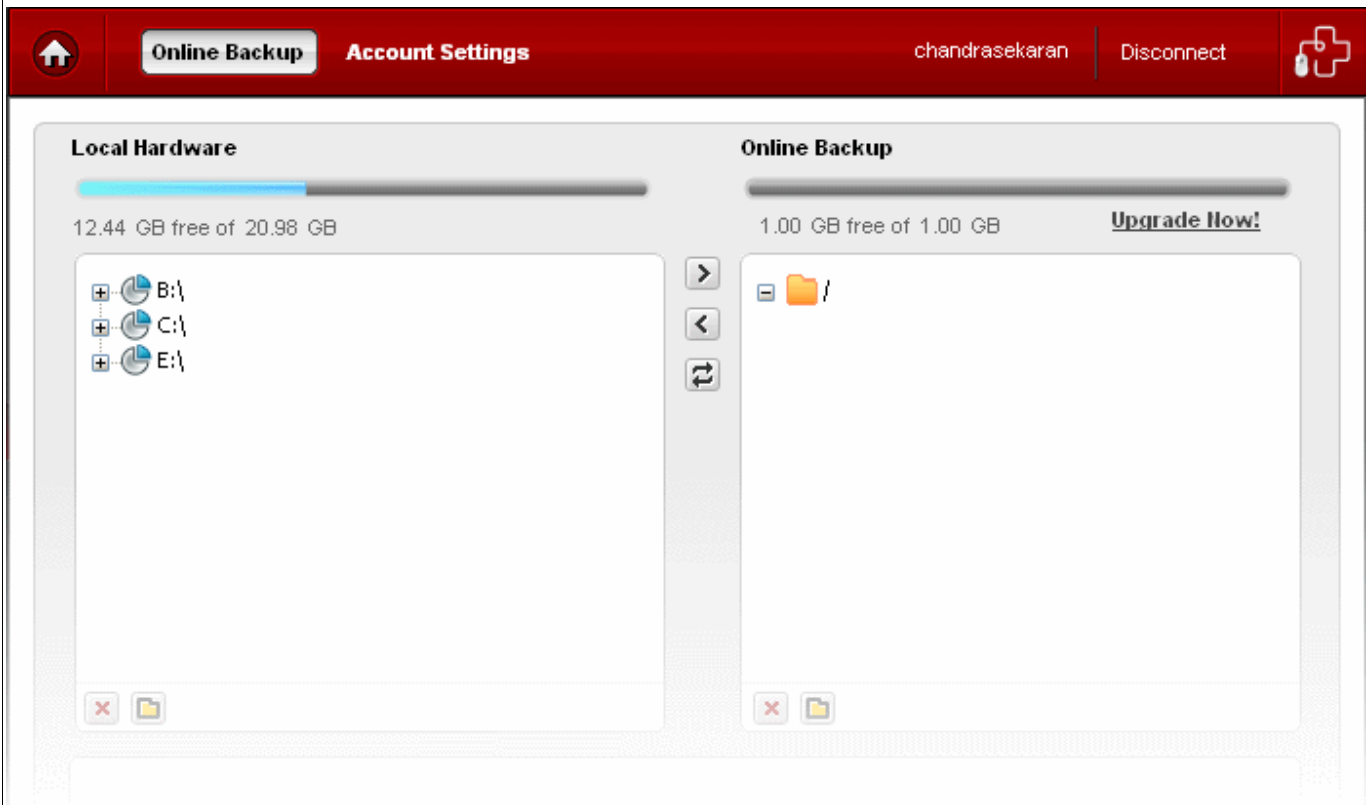 Online Backup Account Settings chandrasekaran Disconnect
Local Hardware
12.44 GB free of 20.98 GB
B:\
C:\
E:\
Online Backup
1.00 GB free of 1.00 GB Upgrade Now!
/